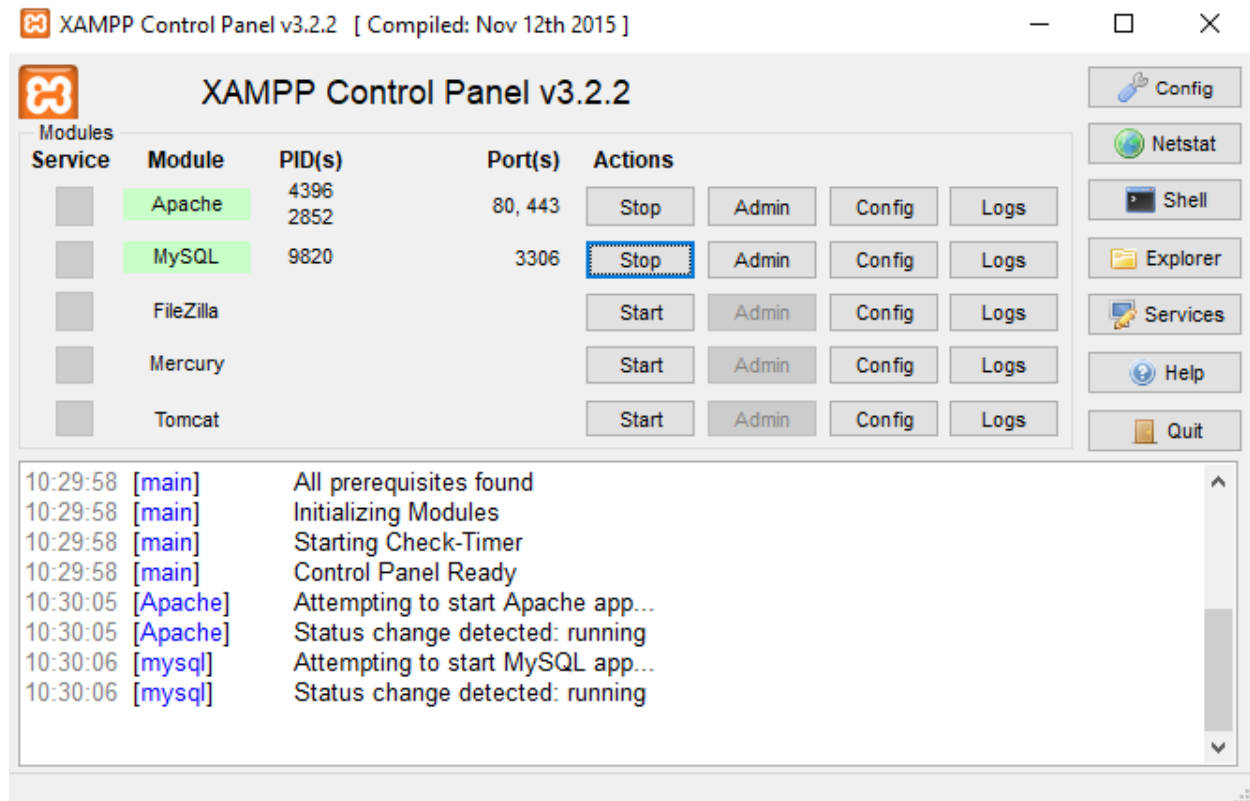 XAMPP Control Panel v3.2.2 [ Compiled: Nov 12th 2015 ]
XAMPP Control Panel v3.2.2
Config
Modules
Service Module PID(s) Port(s) Actions
Netstat
Apache 4396 2852 80, 443 Stop Admin Config Logs
Shell
MySQL 9820 3306 Stop Admin Config Logs
Explorer
FileZilla Start Admin Config Logs
Services
Mercury Start Admin Config Logs
Help
Tomcat Start Admin Config Logs
Quit
10:29:58 [main] All prerequisites found
10:29:58 [main] Initializing Modules
10:29:58 [main] Starting Check-Timer
10:29:58 [main] Control Panel Ready
10:30:05 [Apache] Attempting to start Apache app...
10:30:05 [Apache] Status change detected: running
10:30:06 [mysql] Attempting to start MySQL app...
10:30:06 [mysql] Status change detected: running